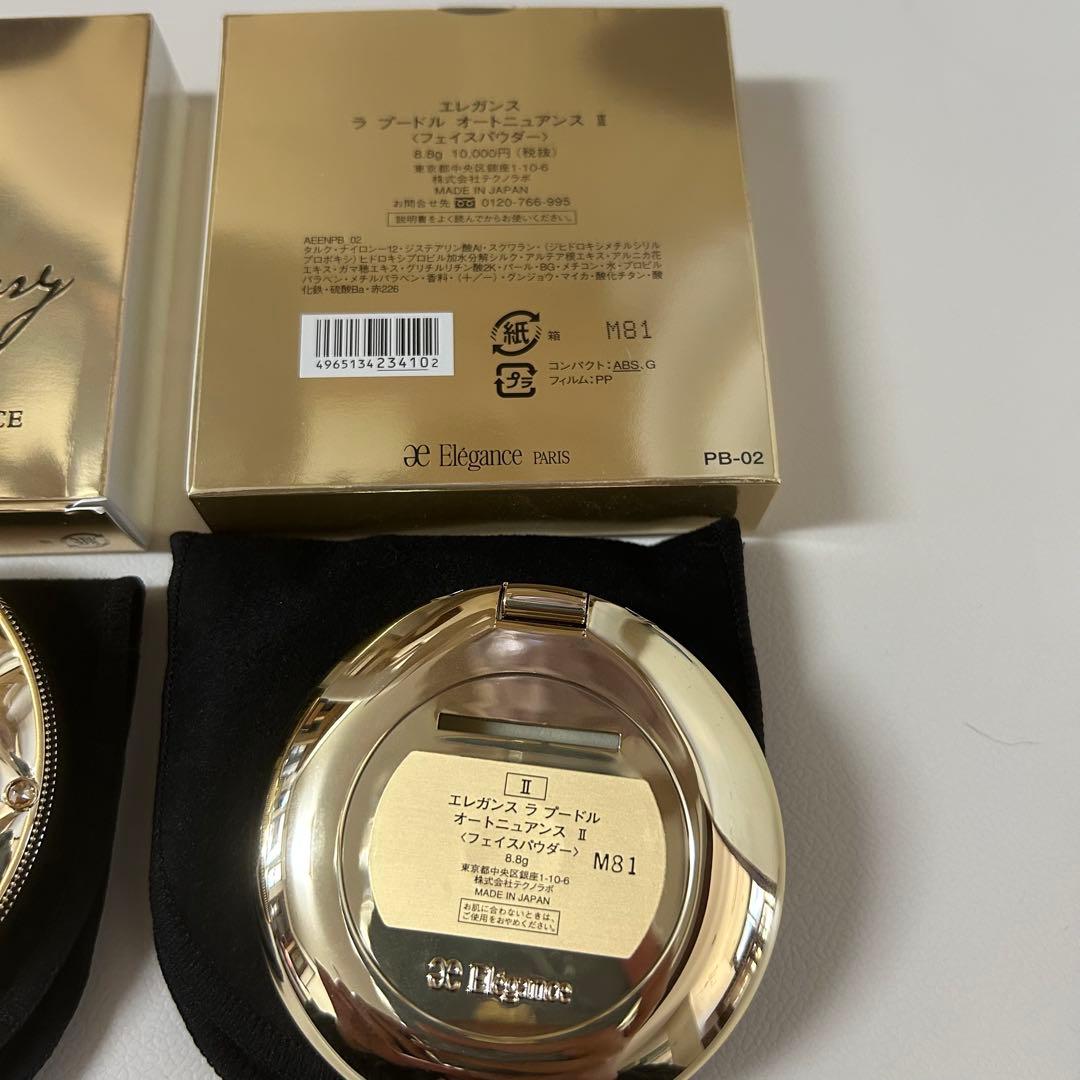 エレガンス
ラ プードル オートニュアンス Ⅱ
〈フェイスパウダー〉
8.8g 10,000円(税抜)
東京都中央区銀座1-10-6
株式会社テクノラボ
MADE IN JAPAN
お問合せ先 0120-766-995
説明書をよく読んでからお使いください。
AEENPB_02
タルク・ナイロン-12・ジステアリン酸Al・スクワラン・(ジヒドロキシメチルシリル
プロポキシ)ヒドロキシプロピル加水分解シルク・アルテア根エキス・アルニカ花
エキス・ガマ穂エキス・グリチルリチン酸2K・パール・BG・メチコン・水・プロピル
パラベン・メチルパラベン・香料・(+/-)・グンジョウ・マイカ・酸化チタン・酸
化鉄・硫酸Ba・赤226
4965134234102
紙 箱 M81
プラ コンパクト:ABS、G
フィルム:PP
æ Elégance PARIS
PB-02
CE
Ⅱ
エレガンス ラ プードル
オートニュアンス Ⅱ
〈フェイスパウダー〉
8.8g
M81
東京都中央区銀座1-10-6
株式会社テクノラボ
MADE IN JAPAN
お肌に合わないときは、
ご使用をおやめください。
æ Elégance